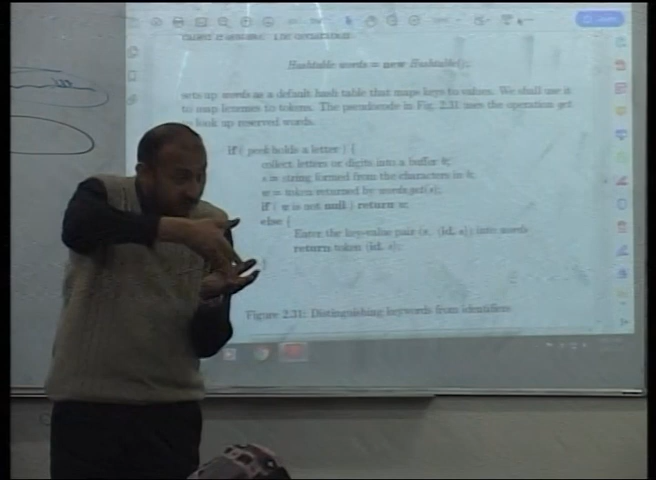 Hashtable words = new Hashtable();
sets up words as a default hash table that maps keys to values. We shall use it
to map lexemes to tokens. The pseudocode in Fig. 2.31 uses the operation get
to look up reserved words.
if ( peek holds a letter ) {
collect letters or digits into a buffer b;
s = string formed from the characters in b;
w = token returned by words.get(s);
if ( w is not null ) return w;
else {
Enter the key-value pair (s, ⟨id, s⟩) into words
return token ⟨id, s⟩;
Figure 2.31: Distinguishing keywords from identifiers